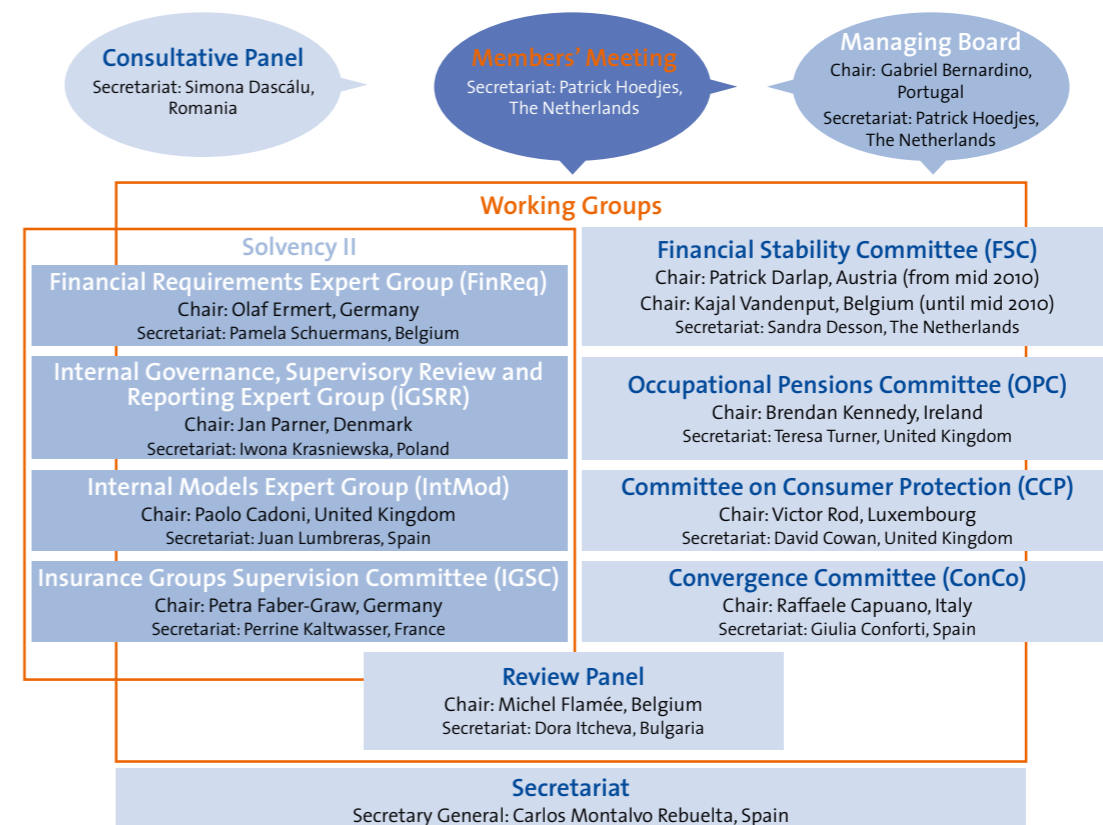 Consultative Panel
Secretariat: Simona Dascálu,
Romania
Members' Meeting
Secretariat: Patrick Hoedjes,
The Netherlands
Managing Board
Chair: Gabriel Bernardino,
Portugal
Secretariat: Patrick Hoedjes,
The Netherlands
Working Groups
Solvency II
Financial Requirements Expert Group (FinReq)
Chair: Olaf Ermert, Germany
Secretariat: Pamela Schuermans, Belgium
Internal Governance, Supervisory Review and
Reporting Expert Group (IGSRR)
Chair: Jan Parner, Denmark
Secretariat: Iwona Krasniewska, Poland
Internal Models Expert Group (IntMod)
Chair: Paolo Cadoni, United Kingdom
Secretariat: Juan Lumbreras, Spain
Insurance Groups Supervision Committee (IGSC)
Chair: Petra Faber-Graw, Germany
Secretariat: Perrine Kaltwasser, France
Financial Stability Committee (FSC)
Chair: Patrick Darlap, Austria (from mid 2010)
Chair: Kajal Vandenput, Belgium (until mid 2010)
Secretariat: Sandra Desson, The Netherlands
Occupational Pensions Committee (OPC)
Chair: Brendan Kennedy, Ireland
Secretariat: Teresa Turner, United Kingdom
Committee on Consumer Protection (CCP)
Chair: Victor Rod, Luxembourg
Secretariat: David Cowan, United Kingdom
Convergence Committee (ConCo)
Chair: Raffaele Capuano, Italy
Secretariat: Giulia Conforti, Spain
Review Panel
Chair: Michel Flamée, Belgium
Secretariat: Dora Itcheva, Bulgaria
Secretariat
Secretary General: Carlos Montalvo Rebuelta, Spain